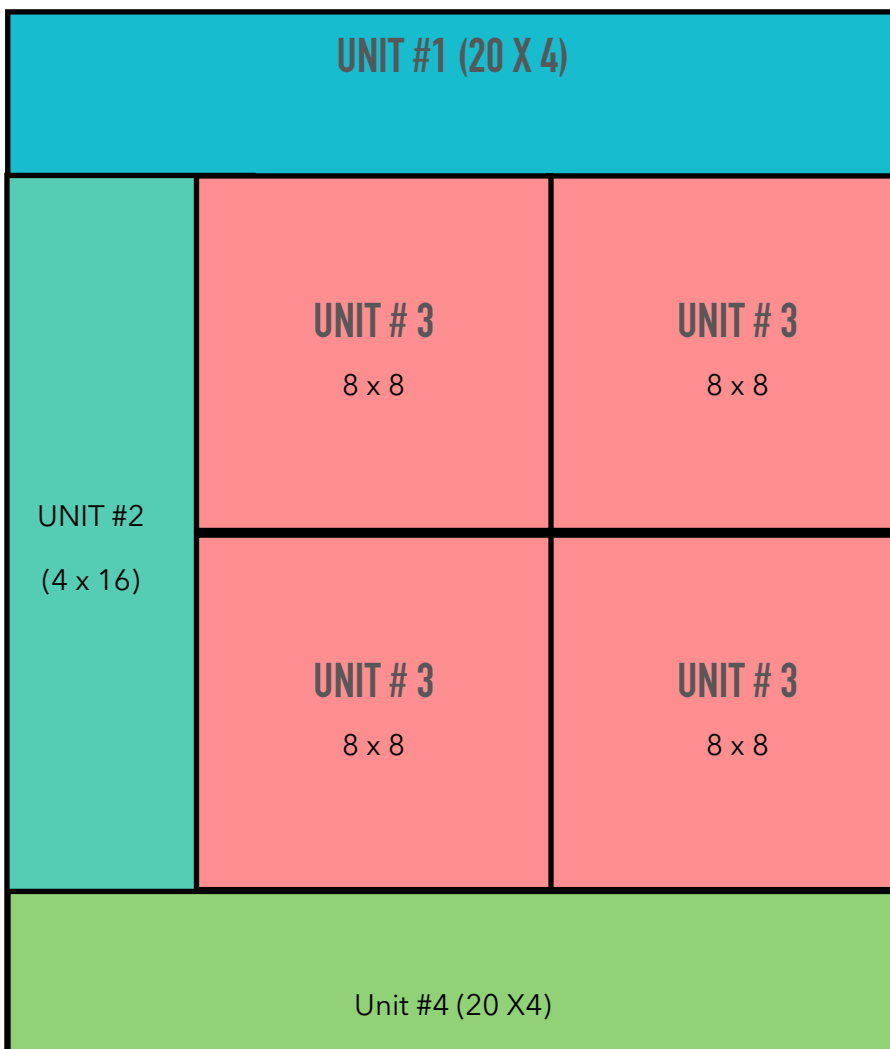 UNIT #1 (20 X 4)
UNIT # 3
8 x 8
UNIT # 3
8 x 8
UNIT #2
(4 x 16)
UNIT # 3
8 x 8
UNIT # 3
8 x 8
Unit #4 (20 X4)